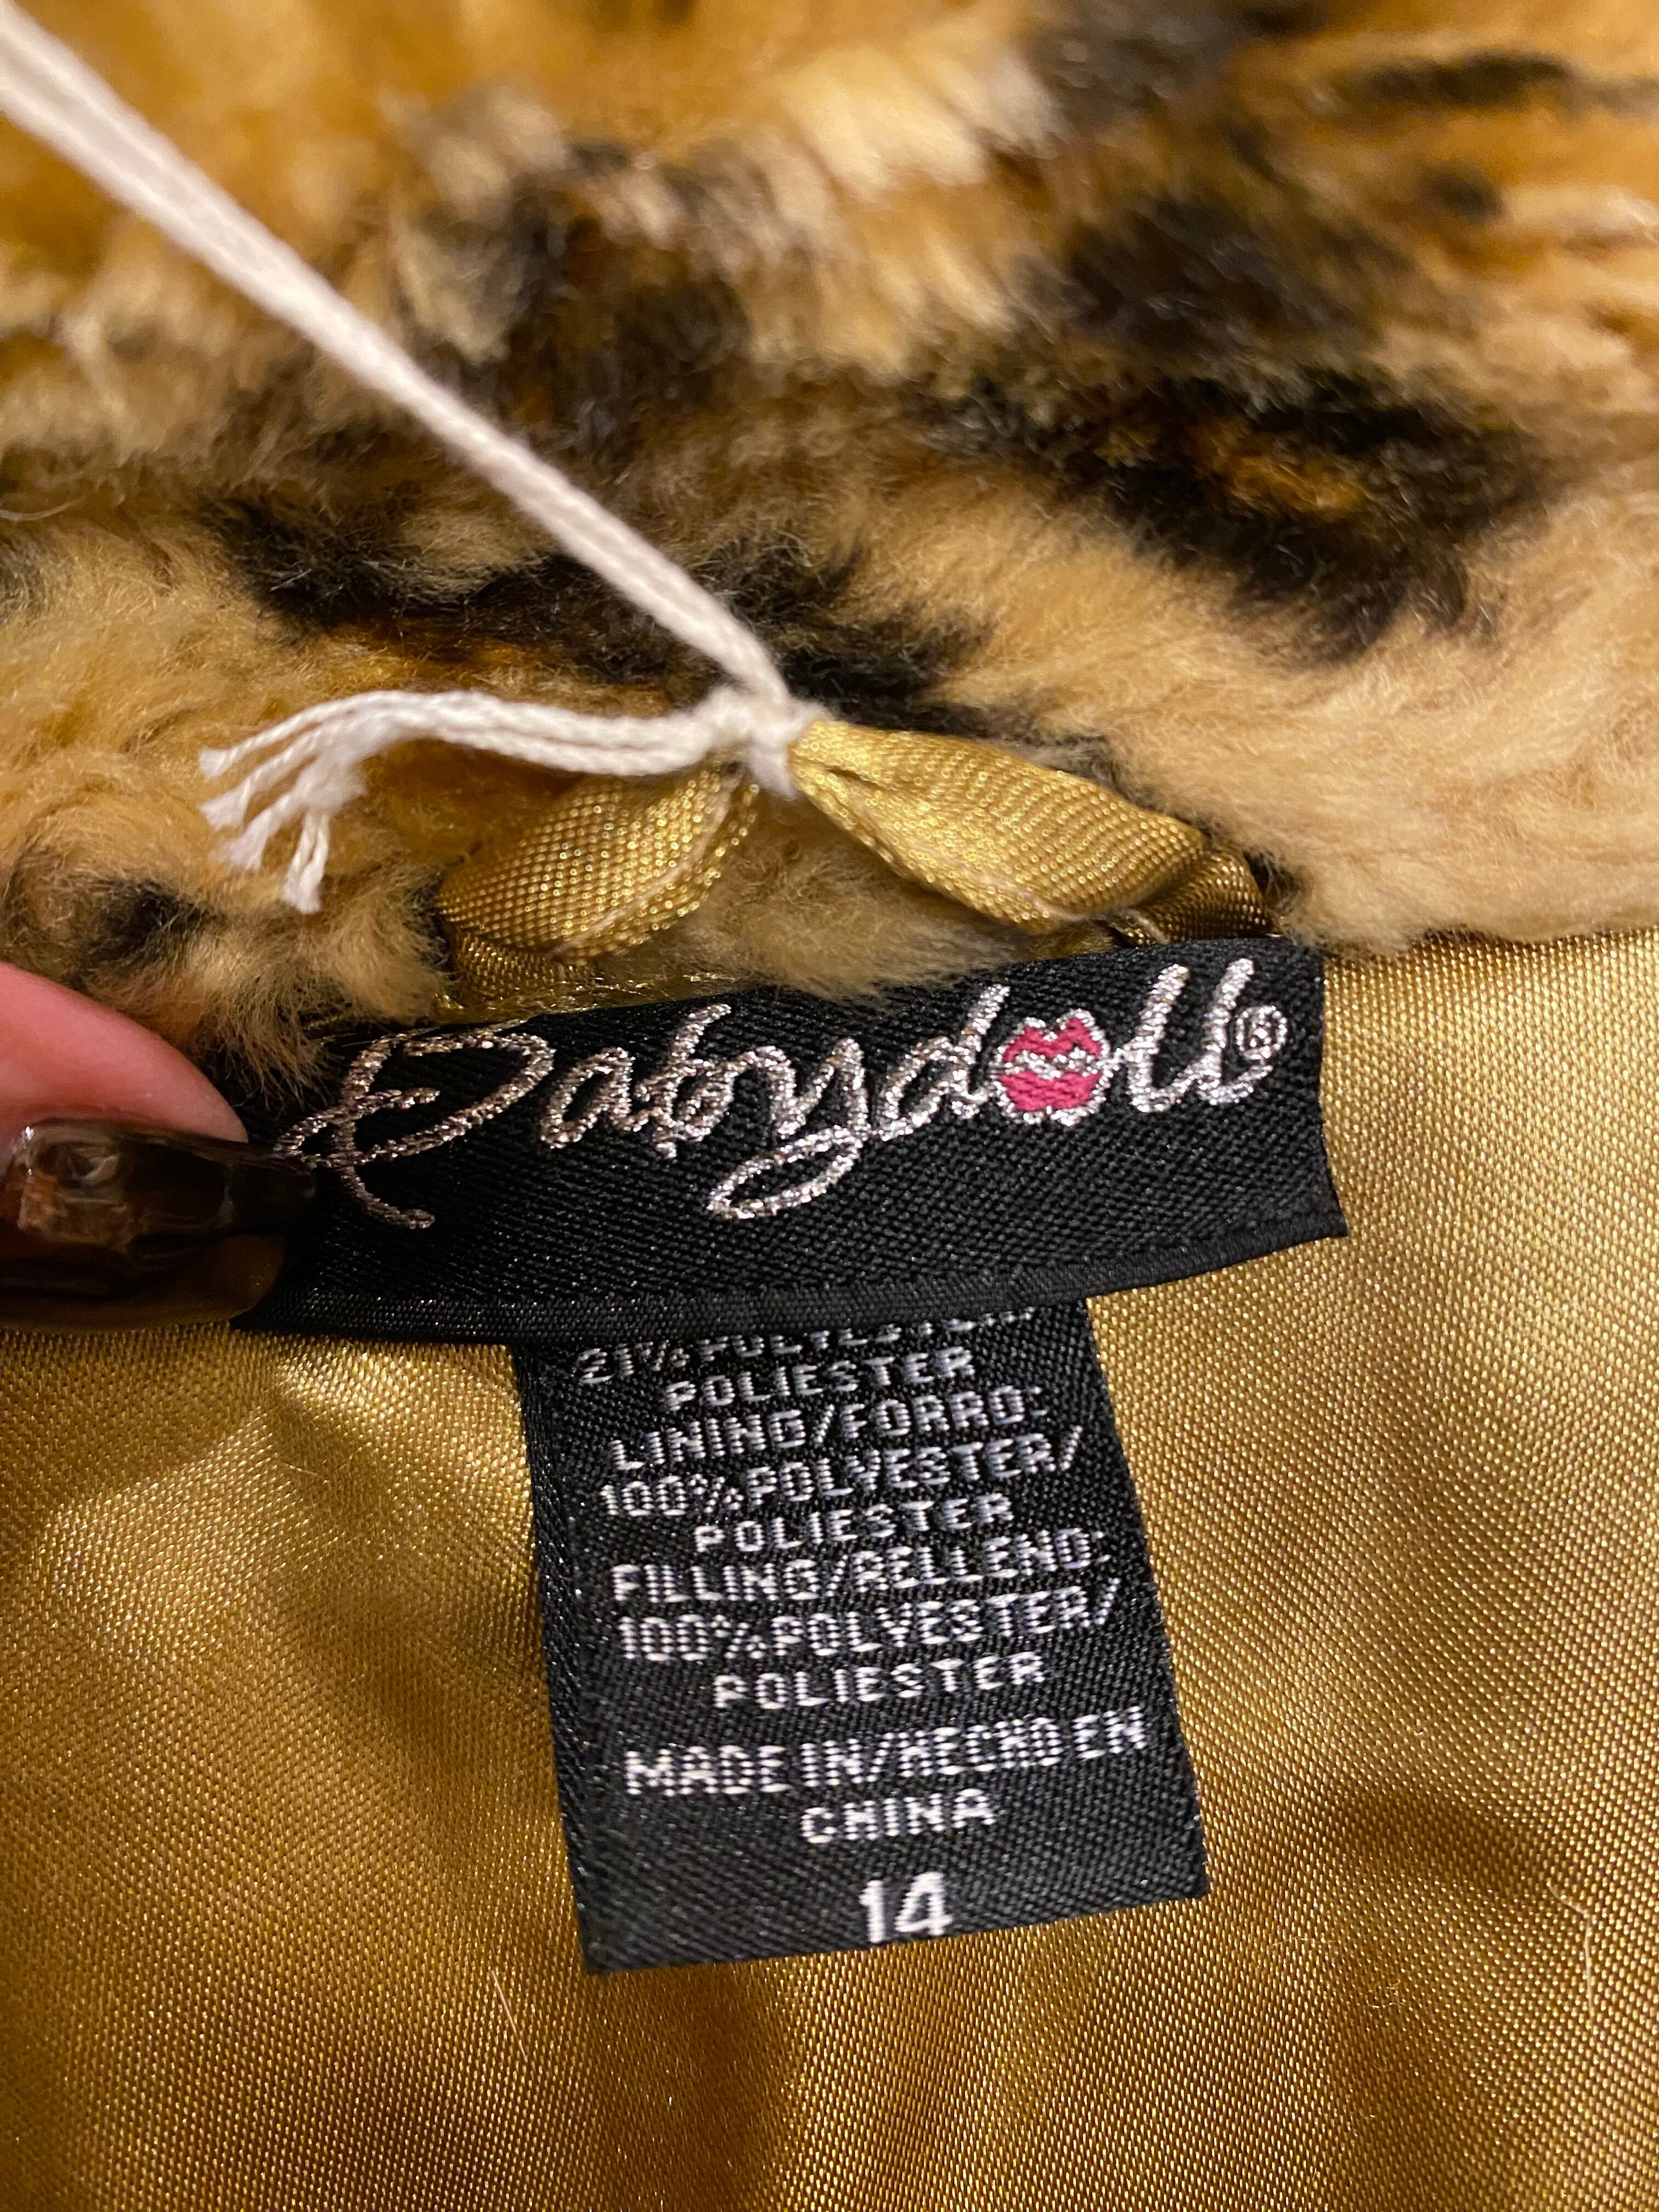 Babydoll®
POLIESTER
LINING/FORRO:
100%POLYESTER/
POLIESTER
FILLING/RELLENO:
100%POLYESTER/
POLIESTER
MADE IN/HECHO EN
CHINA
14